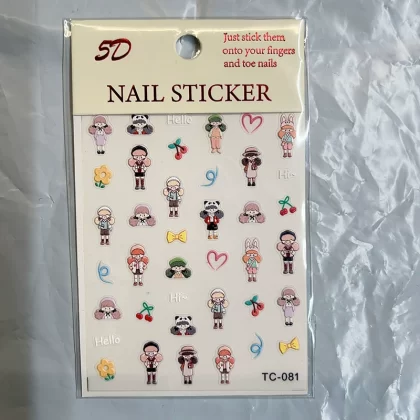 5D
Just stick them
onto your fingers
and toe nails
NAIL STICKER
Hello
Hi~
Hi~
Hello
TC-081